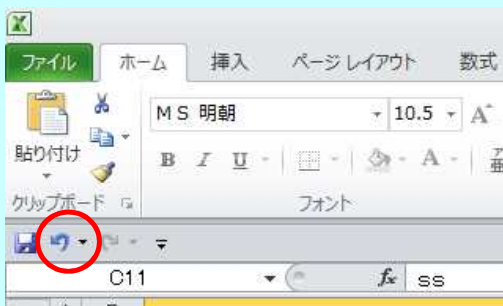 ファイル ホーム 挿入 ページ レイアウト 数式
貼り付け
ＭＳ 明朝 10.5 A
B I U A
クリップボード フォント
C11 fx ss